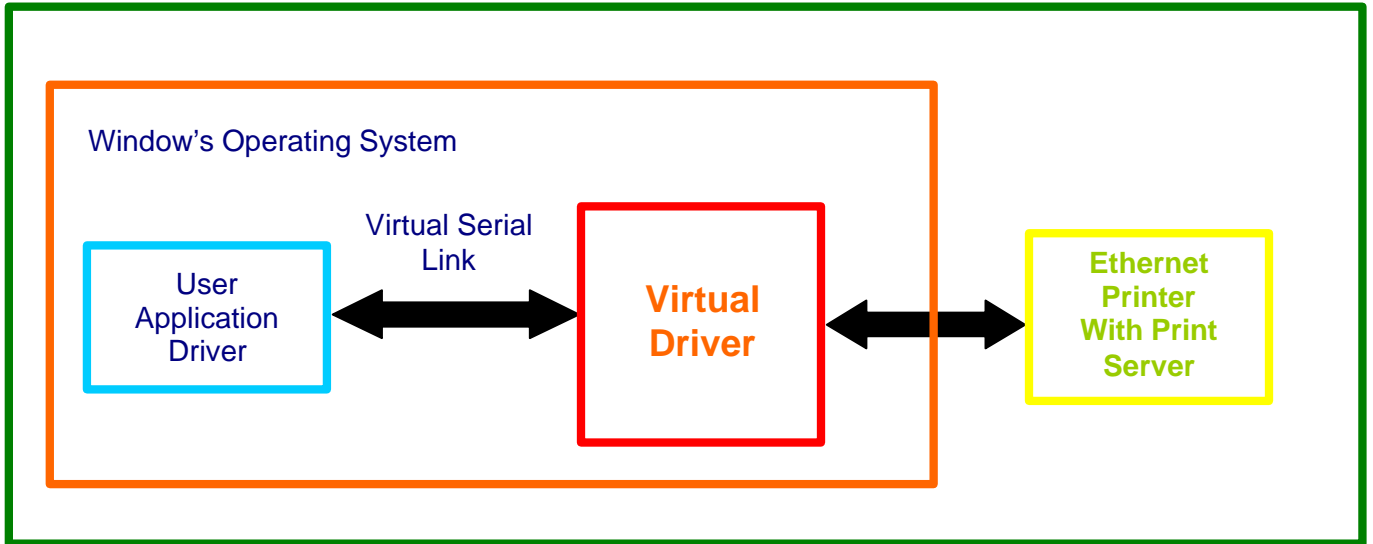 Window’s Operating System
Virtual Serial
Link
User
Application
Driver
Virtual
Driver
Ethernet
Printer
With Print
Server